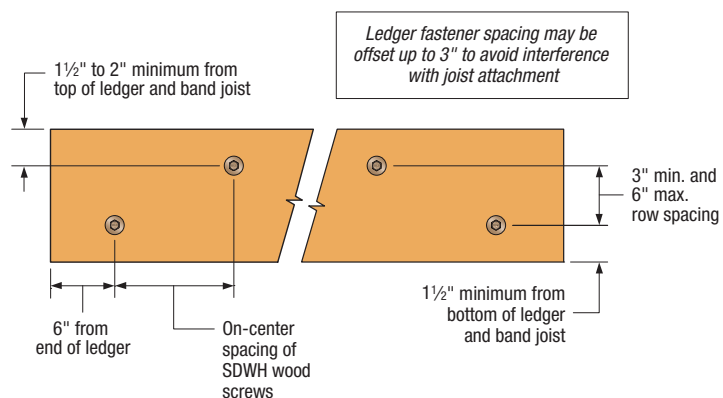 Ledger fastener spacing may be
offset up to 3" to avoid interference
with joist attachment
1½" to 2" minimum from
top of ledger and band joist
3" min. and
6" max.
row spacing
1½" minimum from
bottom of ledger
and band joist
6" from
end of ledger
On-center
spacing of
SDWH wood
screws